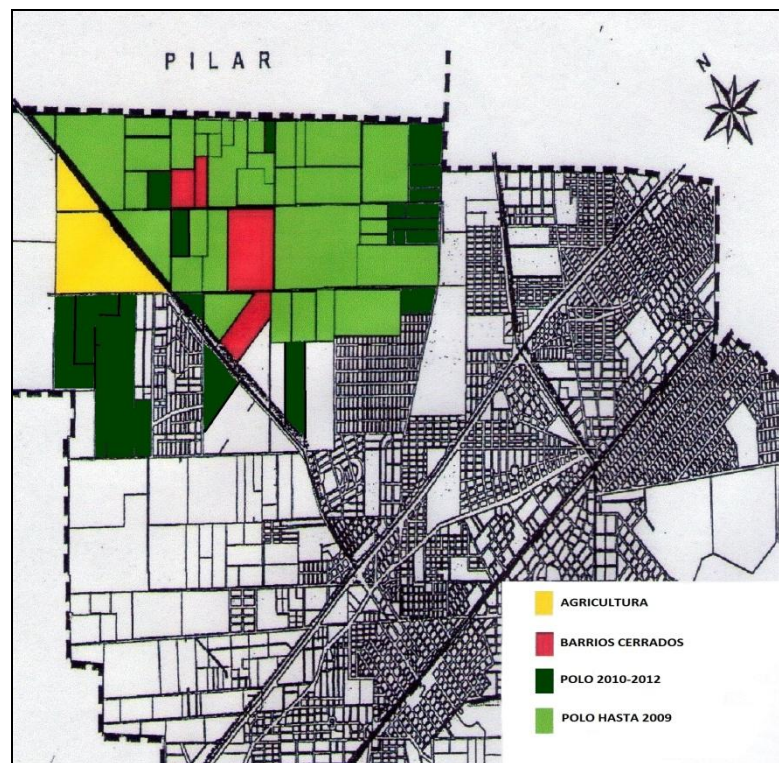 PILAR
N
AGRICULTURA
BARRIOS CERRADOS
POLO 2010-2012
POLO HASTA 2009